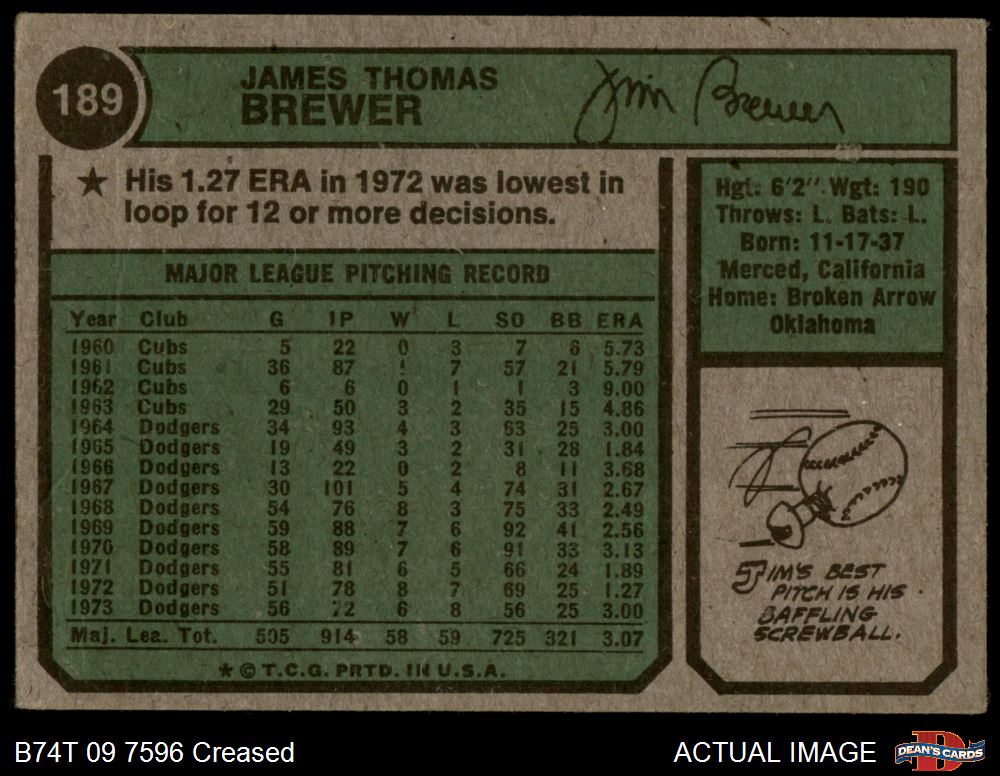 189
JAMES THOMAS
BREWER
Jim Brewer
★ His 1.27 ERA in 1972 was lowest in
loop for 12 or more decisions.
MAJOR LEAGUE PITCHING RECORD
Year Club G IP W L SO BB ERA
1960 Cubs 5 22 0 3 7 6 5.73
1961 Cubs 36 87 1 7 57 21 5.79
1962 Cubs 6 6 0 1 1 3 9.00
1963 Cubs 29 50 3 2 35 15 4.86
1964 Dodgers 34 93 4 3 63 25 3.00
1965 Dodgers 19 49 3 2 31 28 1.84
1966 Dodgers 13 22 0 2 8 11 3.68
1967 Dodgers 30 101 5 4 74 31 2.67
1968 Dodgers 54 76 8 3 75 33 2.49
1969 Dodgers 59 88 7 6 92 41 2.56
1970 Dodgers 58 89 7 6 91 33 3.13
1971 Dodgers 55 81 6 5 66 24 1.89
1972 Dodgers 51 78 8 7 69 25 1.27
1973 Dodgers 56 72 6 8 56 25 3.00
Maj. Lea. Tot. 505 914 58 59 725 321 3.07
★ © T.C.G. PRTD. IN U.S.A.
Hgt: 6'2" Wgt: 190
Throws: L. Bats: L.
Born: 11-17-37
Merced, California
Home: Broken Arrow
Oklahoma
JIM'S BEST
PITCH IS HIS
BAFFLING
SCREWBALL.
B74T 09 7596 Creased
ACTUAL IMAGE
DEAN'S CARDS